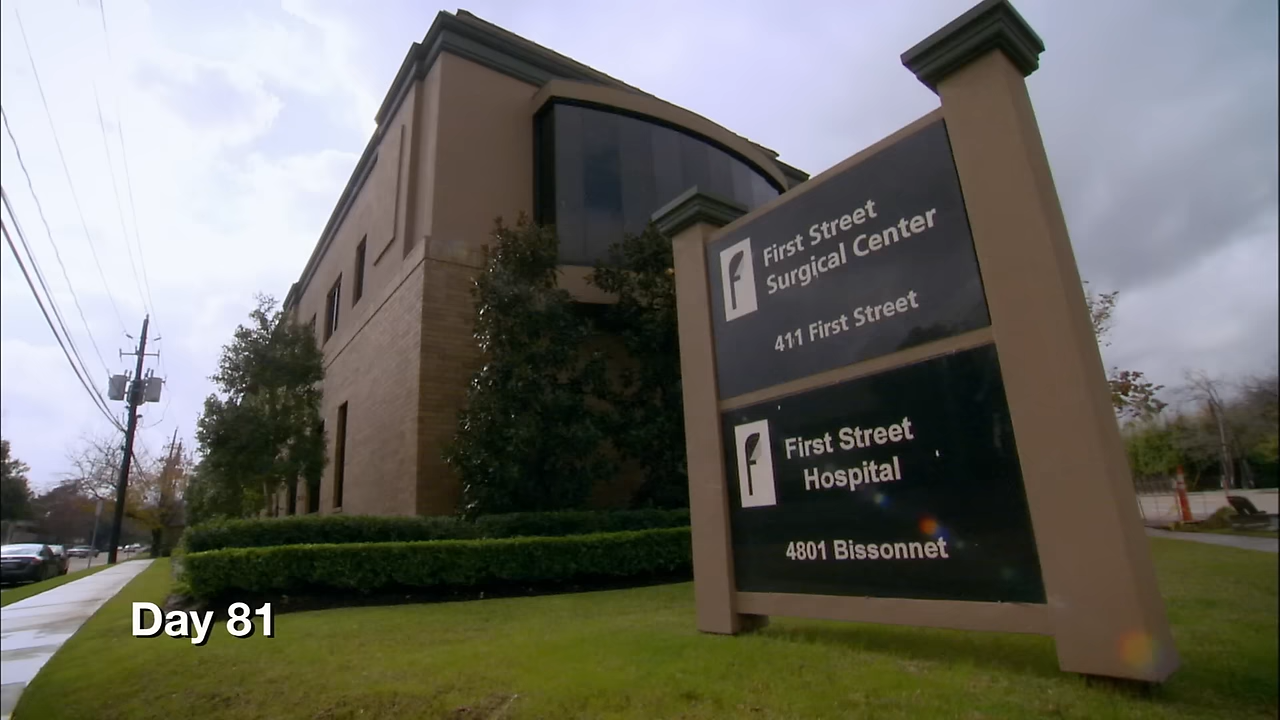 First Street
Surgical Center
411 First Street
f
First Street
Hospital
4801 Bissonnet
Day 81